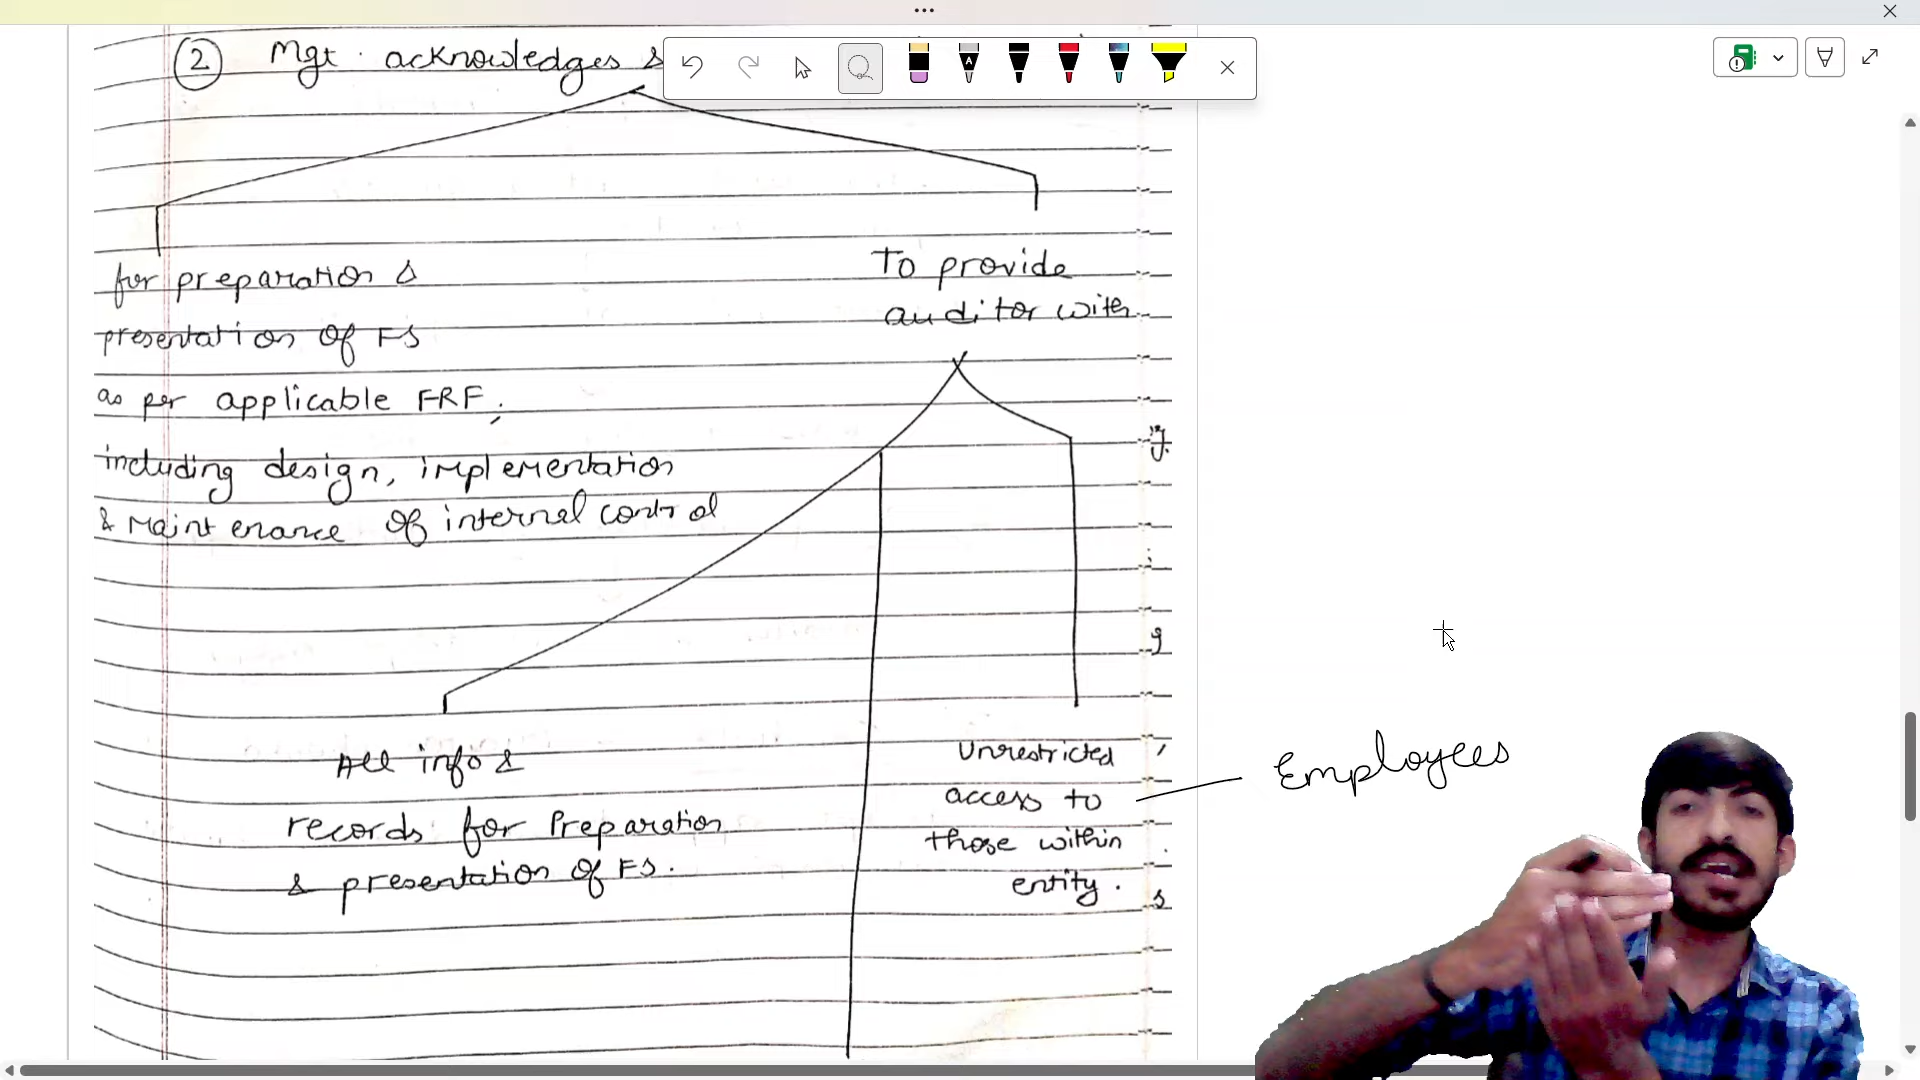 2 Mgt. acknowledges &
for preparation &
presentation of FS
as per applicable FRF,
including design, implementation
& Maintenance of internal control
To provide
auditor with
All info &
records for Preparation
& presentation of FS.
Unrestricted
access to
those within
entity.
Employees